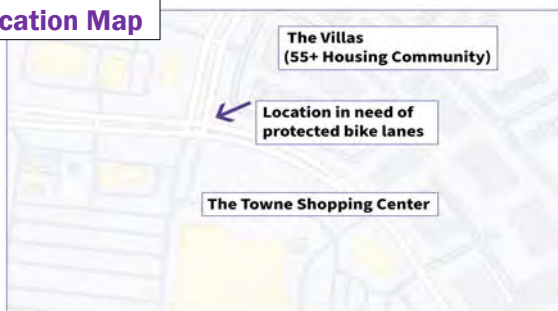 cation Map
The Villas
(55+ Housing Community)
Location in need of
protected bike lanes
The Towne Shopping Center